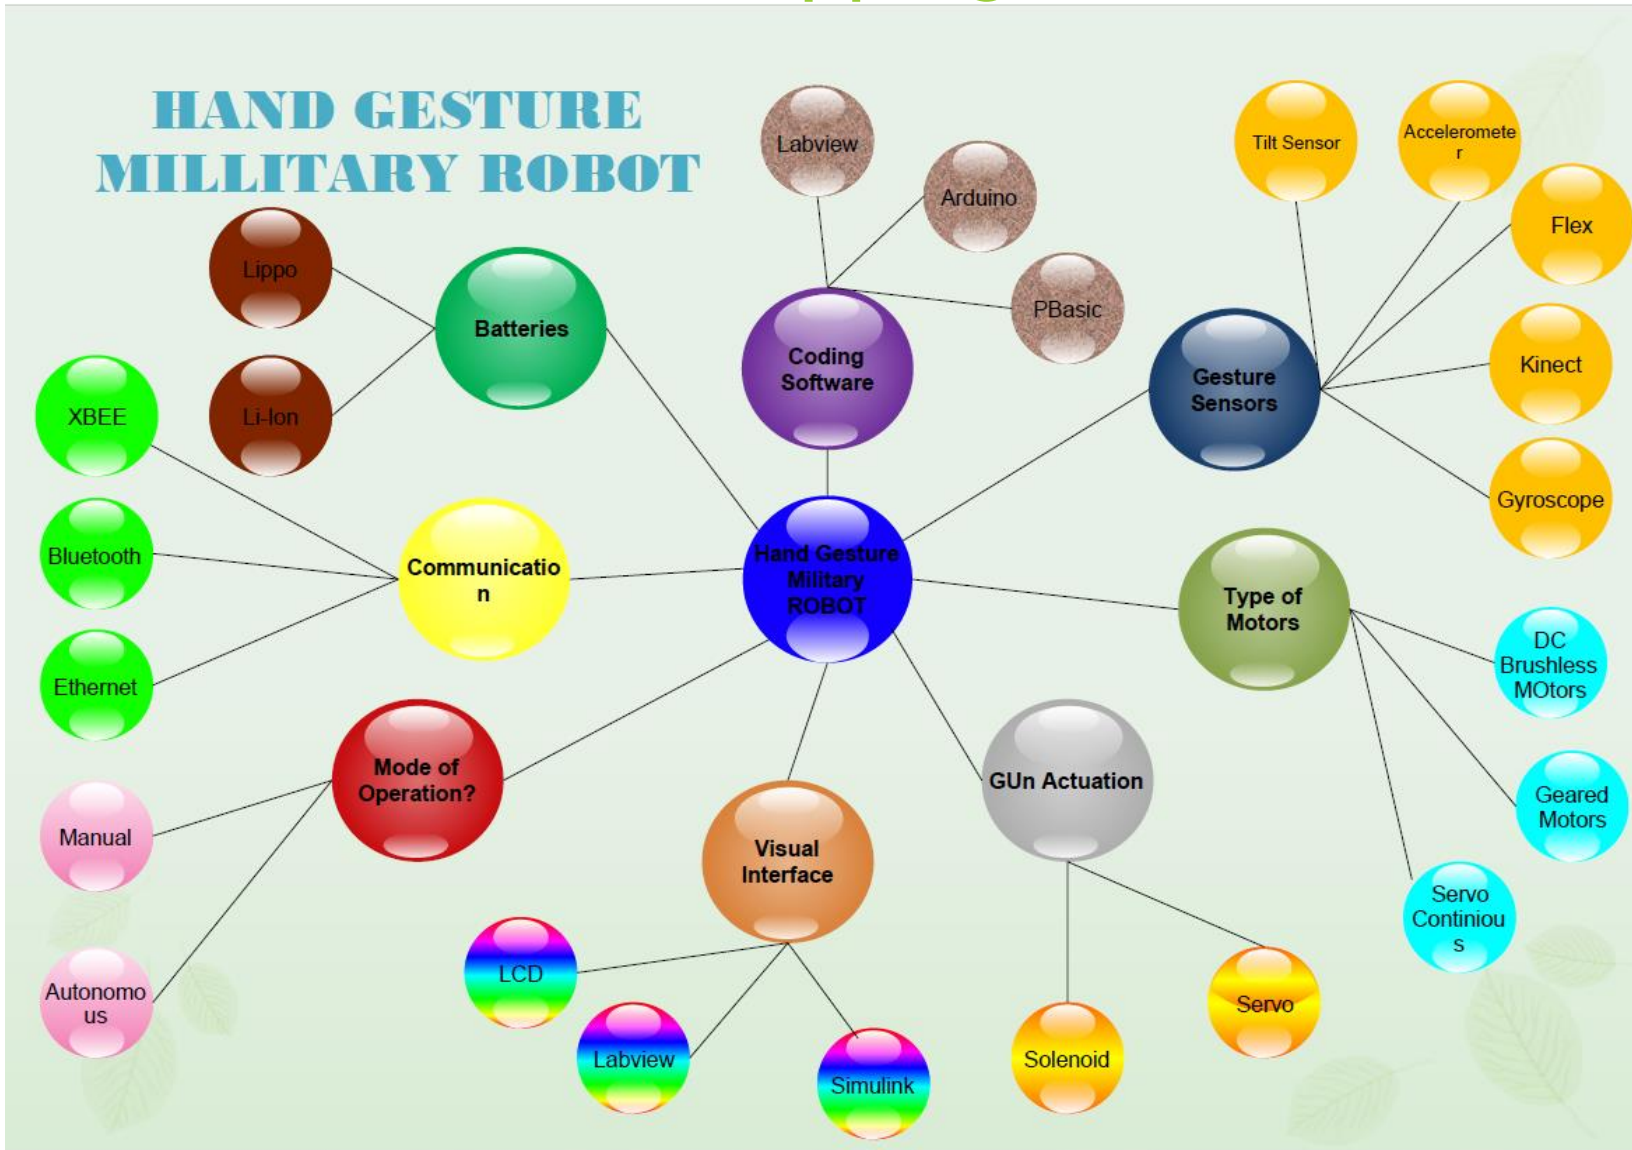 HAND GESTURE
MILLITARY ROBOT
Labview
Arduino
PBasic
Coding
Software
Tilt Sensor
Acceleromete
r
Flex
Kinect
Gyroscope
Gesture
Sensors
Lippo
Li-Ion
Batteries
XBEE
Bluetooth
Ethernet
Communicatio
n
Hand Gesture
Military
ROBOT
Type of
Motors
DC
Brushless
MOtors
Geared
Motors
Servo
Continiou
s
Mode of
Operation?
Manual
Autonomo
us
Visual
Interface
LCD
Labview
Simulink
GUn Actuation
Solenoid
Servo